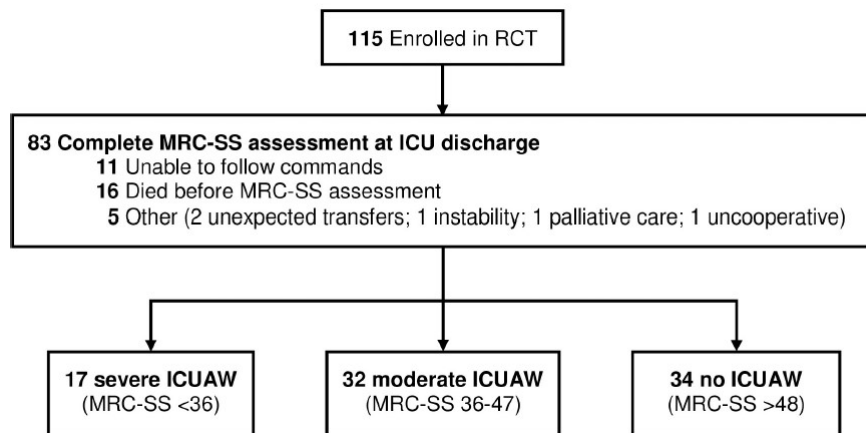 115 Enrolled in RCT
83 Complete MRC-SS assessment at ICU discharge
11 Unable to follow commands
16 Died before MRC-SS assessment
5 Other (2 unexpected transfers; 1 instability; 1 palliative care; 1 uncooperative)
17 severe ICUAW
(MRC-SS <36)
32 moderate ICUAW
(MRC-SS 36-47)
34 no ICUAW
(MRC-SS >48)